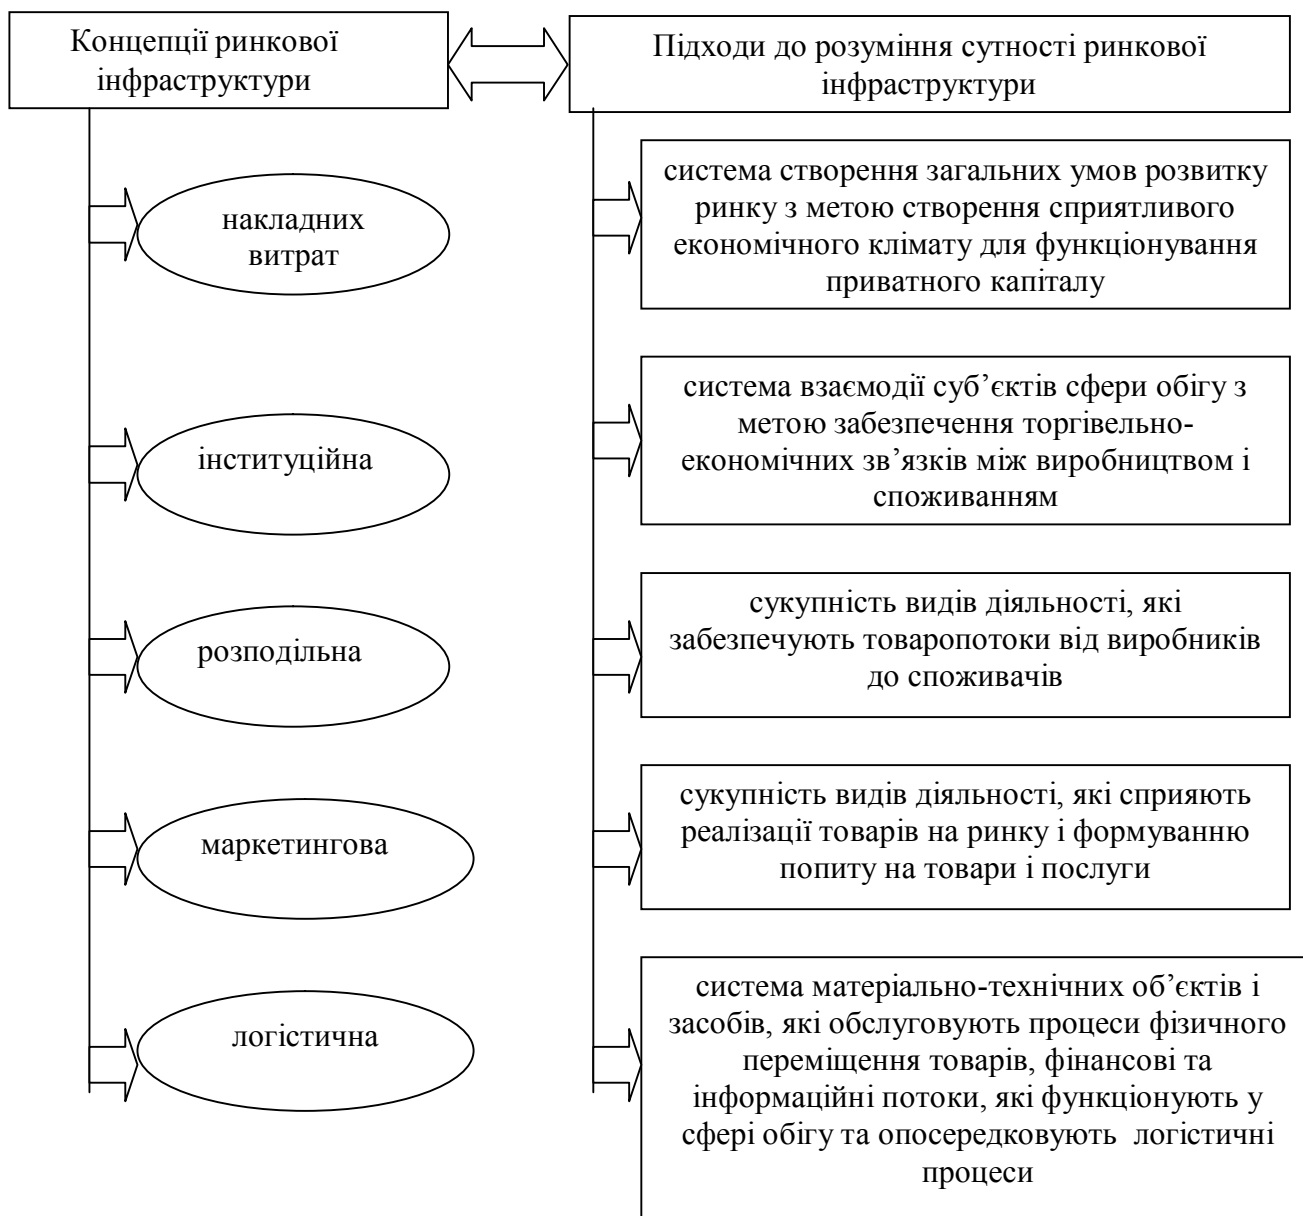 Концепції ринкової
інфраструктури
Підходи до розуміння сутності ринкової
інфраструктури
накладних
витрат
система створення загальних умов розвитку
ринку з метою створення сприятливого
економічного клімату для функціонування
приватного капіталу
інституційна
система взаємодії суб’єктів сфери обігу з
метою забезпечення торгівельно-
економічних зв’язків між виробництвом і
споживанням
розподільна
сукупність видів діяльності, які
забезпечують товаропотоки від виробників
до споживачів
маркетингова
сукупність видів діяльності, які сприяють
реалізації товарів на ринку і формуванню
попиту на товари і послуги
логістична
система матеріально-технічних об’єктів і
засобів, які обслуговують процеси фізичного
переміщення товарів, фінансові та
інформаційні потоки, які функціонують у
сфері обігу та опосередковують логістичні
процеси